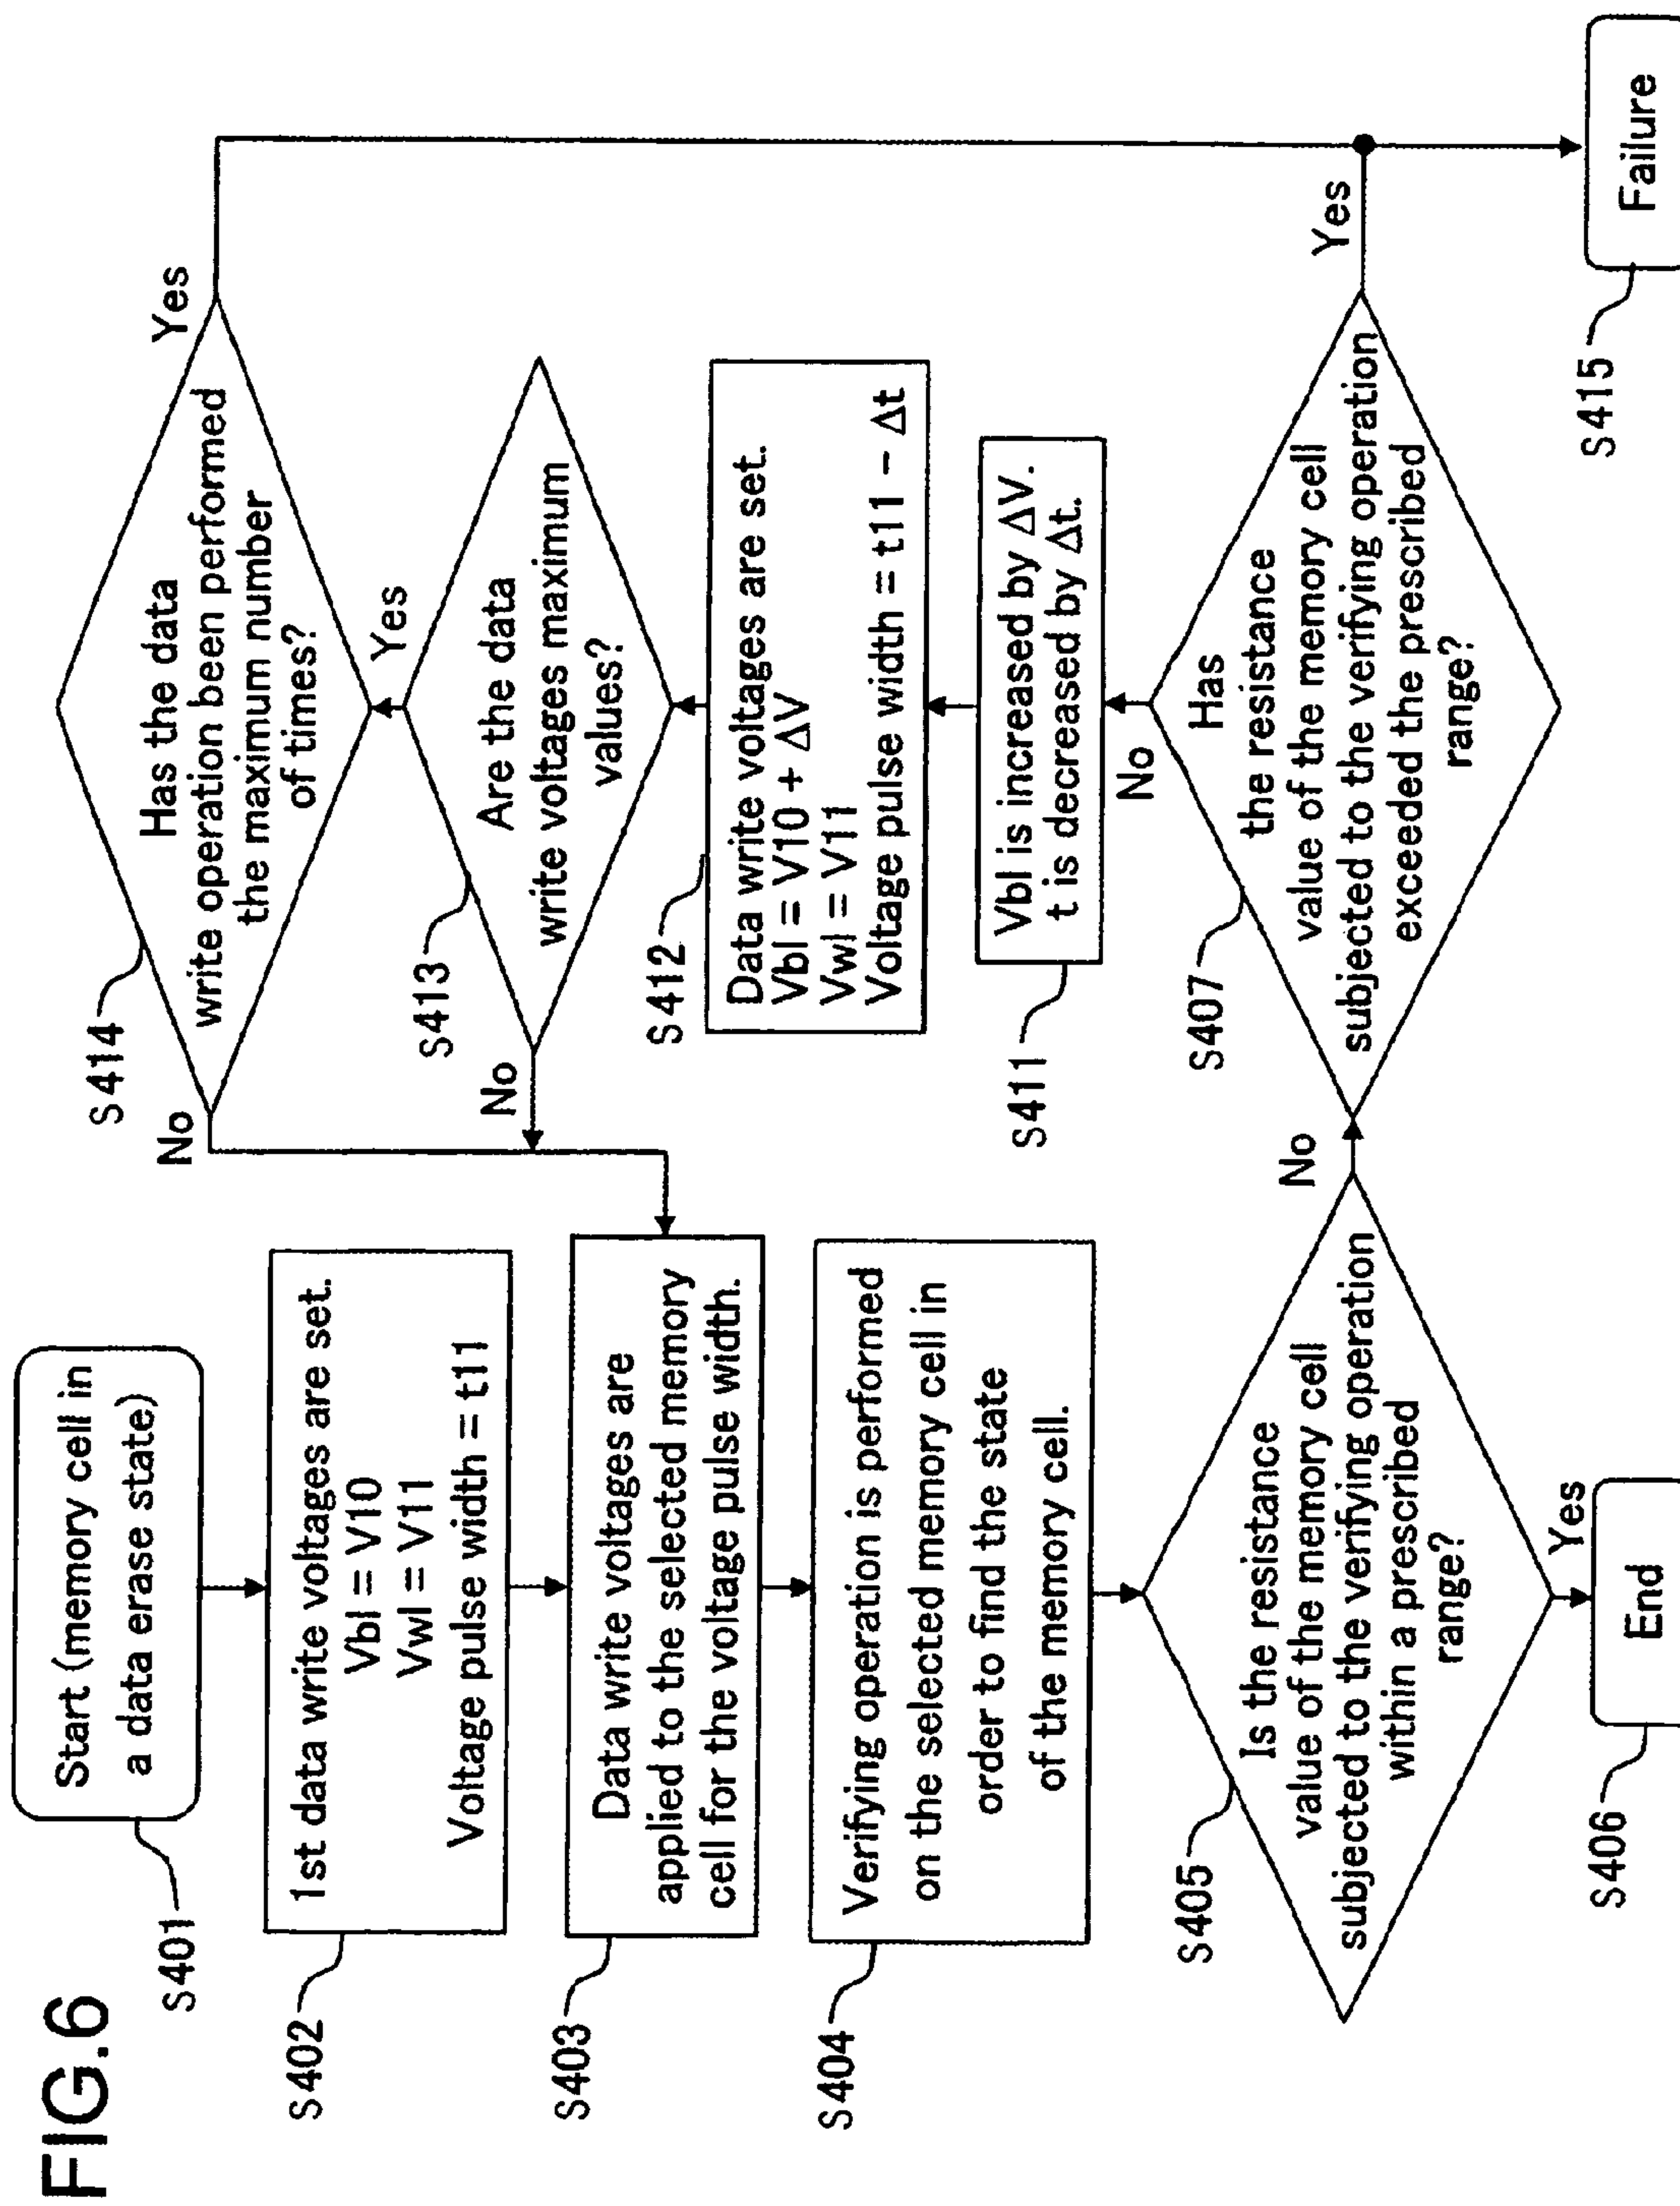 FIG.6
S401
Start (memory cell in
a data erase state)
S402
1st data write voltages are set.
Vbl = V10
Vwl = V11
Voltage pulse width = t11
S403
Data write voltages are
applied to the selected memory
cell for the voltage pulse width.
S404
Verifying operation is performed
on the selected memory cell in
order to find the state
of the memory cell.
S405
Is the resistance
value of the memory cell
subjected to the verifying operation
within a prescribed
range?
No
Yes
S406
End
S414
Has the data
write operation been performed
the maximum number
of times?
No
Yes
S413
Are the data
write voltages maximum
values?
No
Yes
S412
Data write voltages are set.
Vbl = V10 + ΔV
Vwl = V11
Voltage pulse width = t11 − Δt
S411
Vbl is increased by ΔV.
t is decreased by Δt.
No
S407
Has
the resistance
value of the memory cell
subjected to the verifying operation
exceeded the prescribed
range?
Yes
S415
Failure